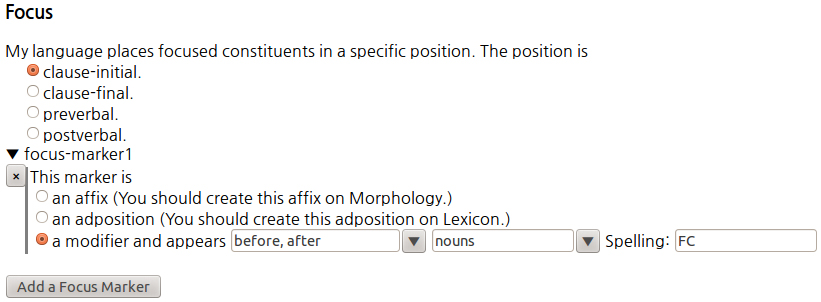 Focus
My language places focused constituents in a specific position. The position is
clause-initial.
clause-final.
preverbal.
postverbal.
▼ focus-marker1
× This marker is
an affix (You should create this affix on Morphology.)
an adposition (You should create this adposition on Lexicon.)
a modifier and appears before, after ▼ nouns ▼ Spelling: FC
Add a Focus Marker